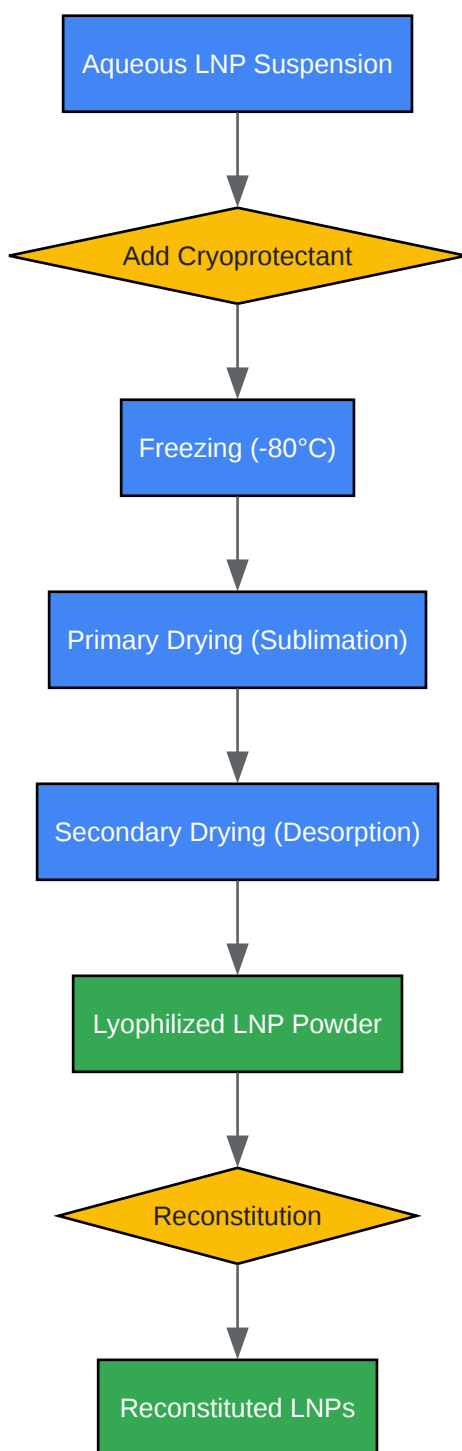 Aqueous LNP Suspension
Add Cryoprotectant
Freezing (-80°C)
Primary Drying (Sublimation)
Secondary Drying (Desorption)
Lyophilized LNP Powder
Reconstitution
Reconstituted LNPs